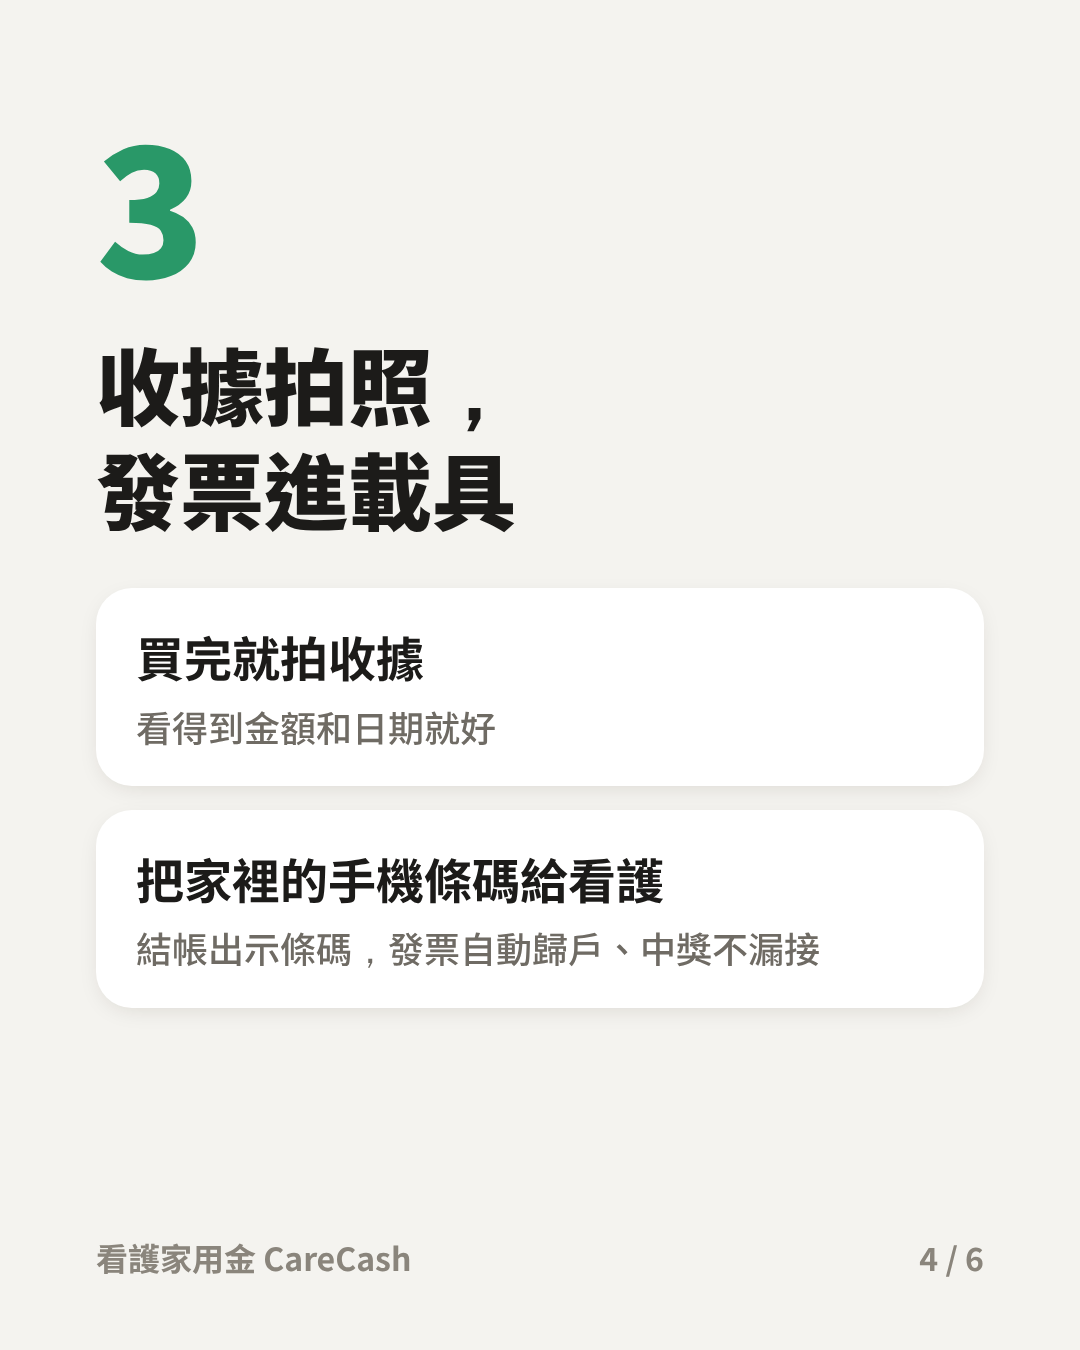 3
收據拍照，
發票進載具
買完就拍收據
看得到金額和日期就好
把家裡的手機條碼給看護
結帳出示條碼，發票自動歸戶、中獎不漏接
看護家用金 CareCash
4 / 6